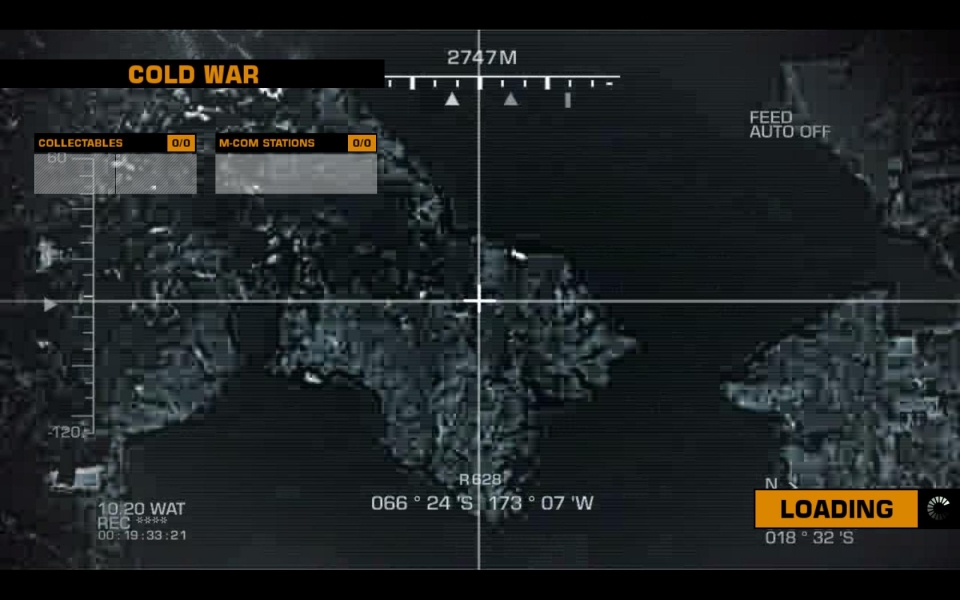 2747M
COLD WAR
FEED
AUTO OFF
COLLECTABLES 0/0 M-COM STATIONS 0/0
60
-120
R628
066 ° 24 'S 173 ° 07 'W
N
10.20 WAT
REC ****
00:19:33:21
LOADING
018 ° 32 'S